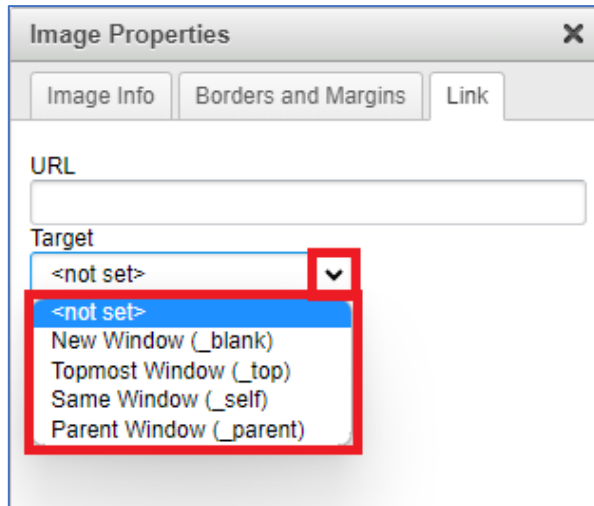 Image Properties
Image Info Borders and Margins Link
URL
Target
<not set>
<not set>
New Window (_blank)
Topmost Window (_top)
Same Window (_self)
Parent Window (_parent)